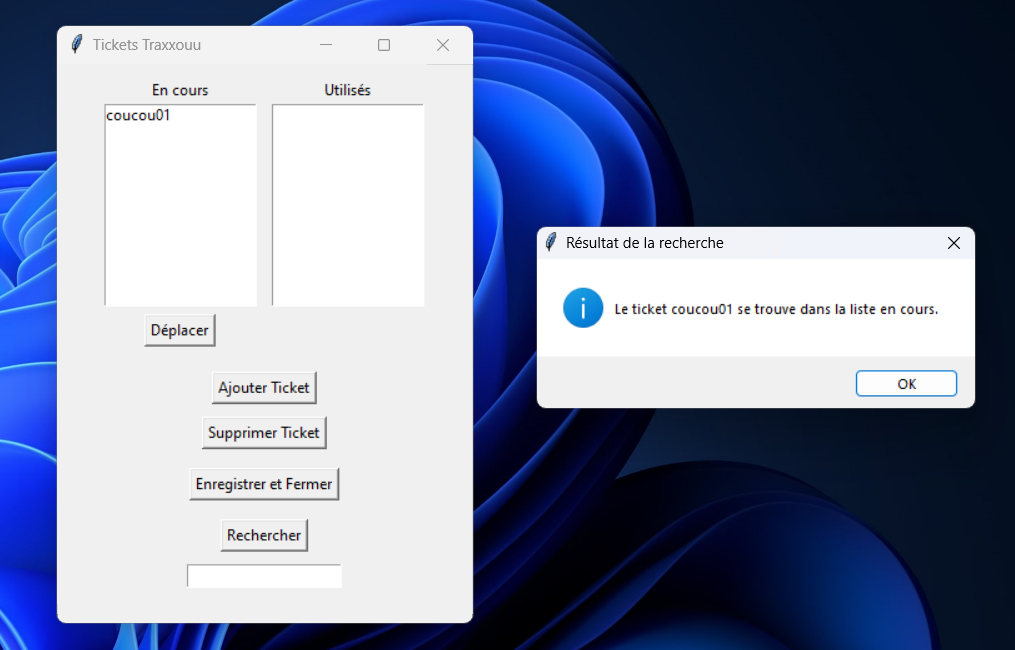 Tickets Traxxouu
En cours
Utilisés
coucou01
Déplacer
Ajouter Ticket
Supprimer Ticket
Enregistrer et Fermer
Rechercher
Résultat de la recherche
Le ticket coucou01 se trouve dans la liste en cours.
OK